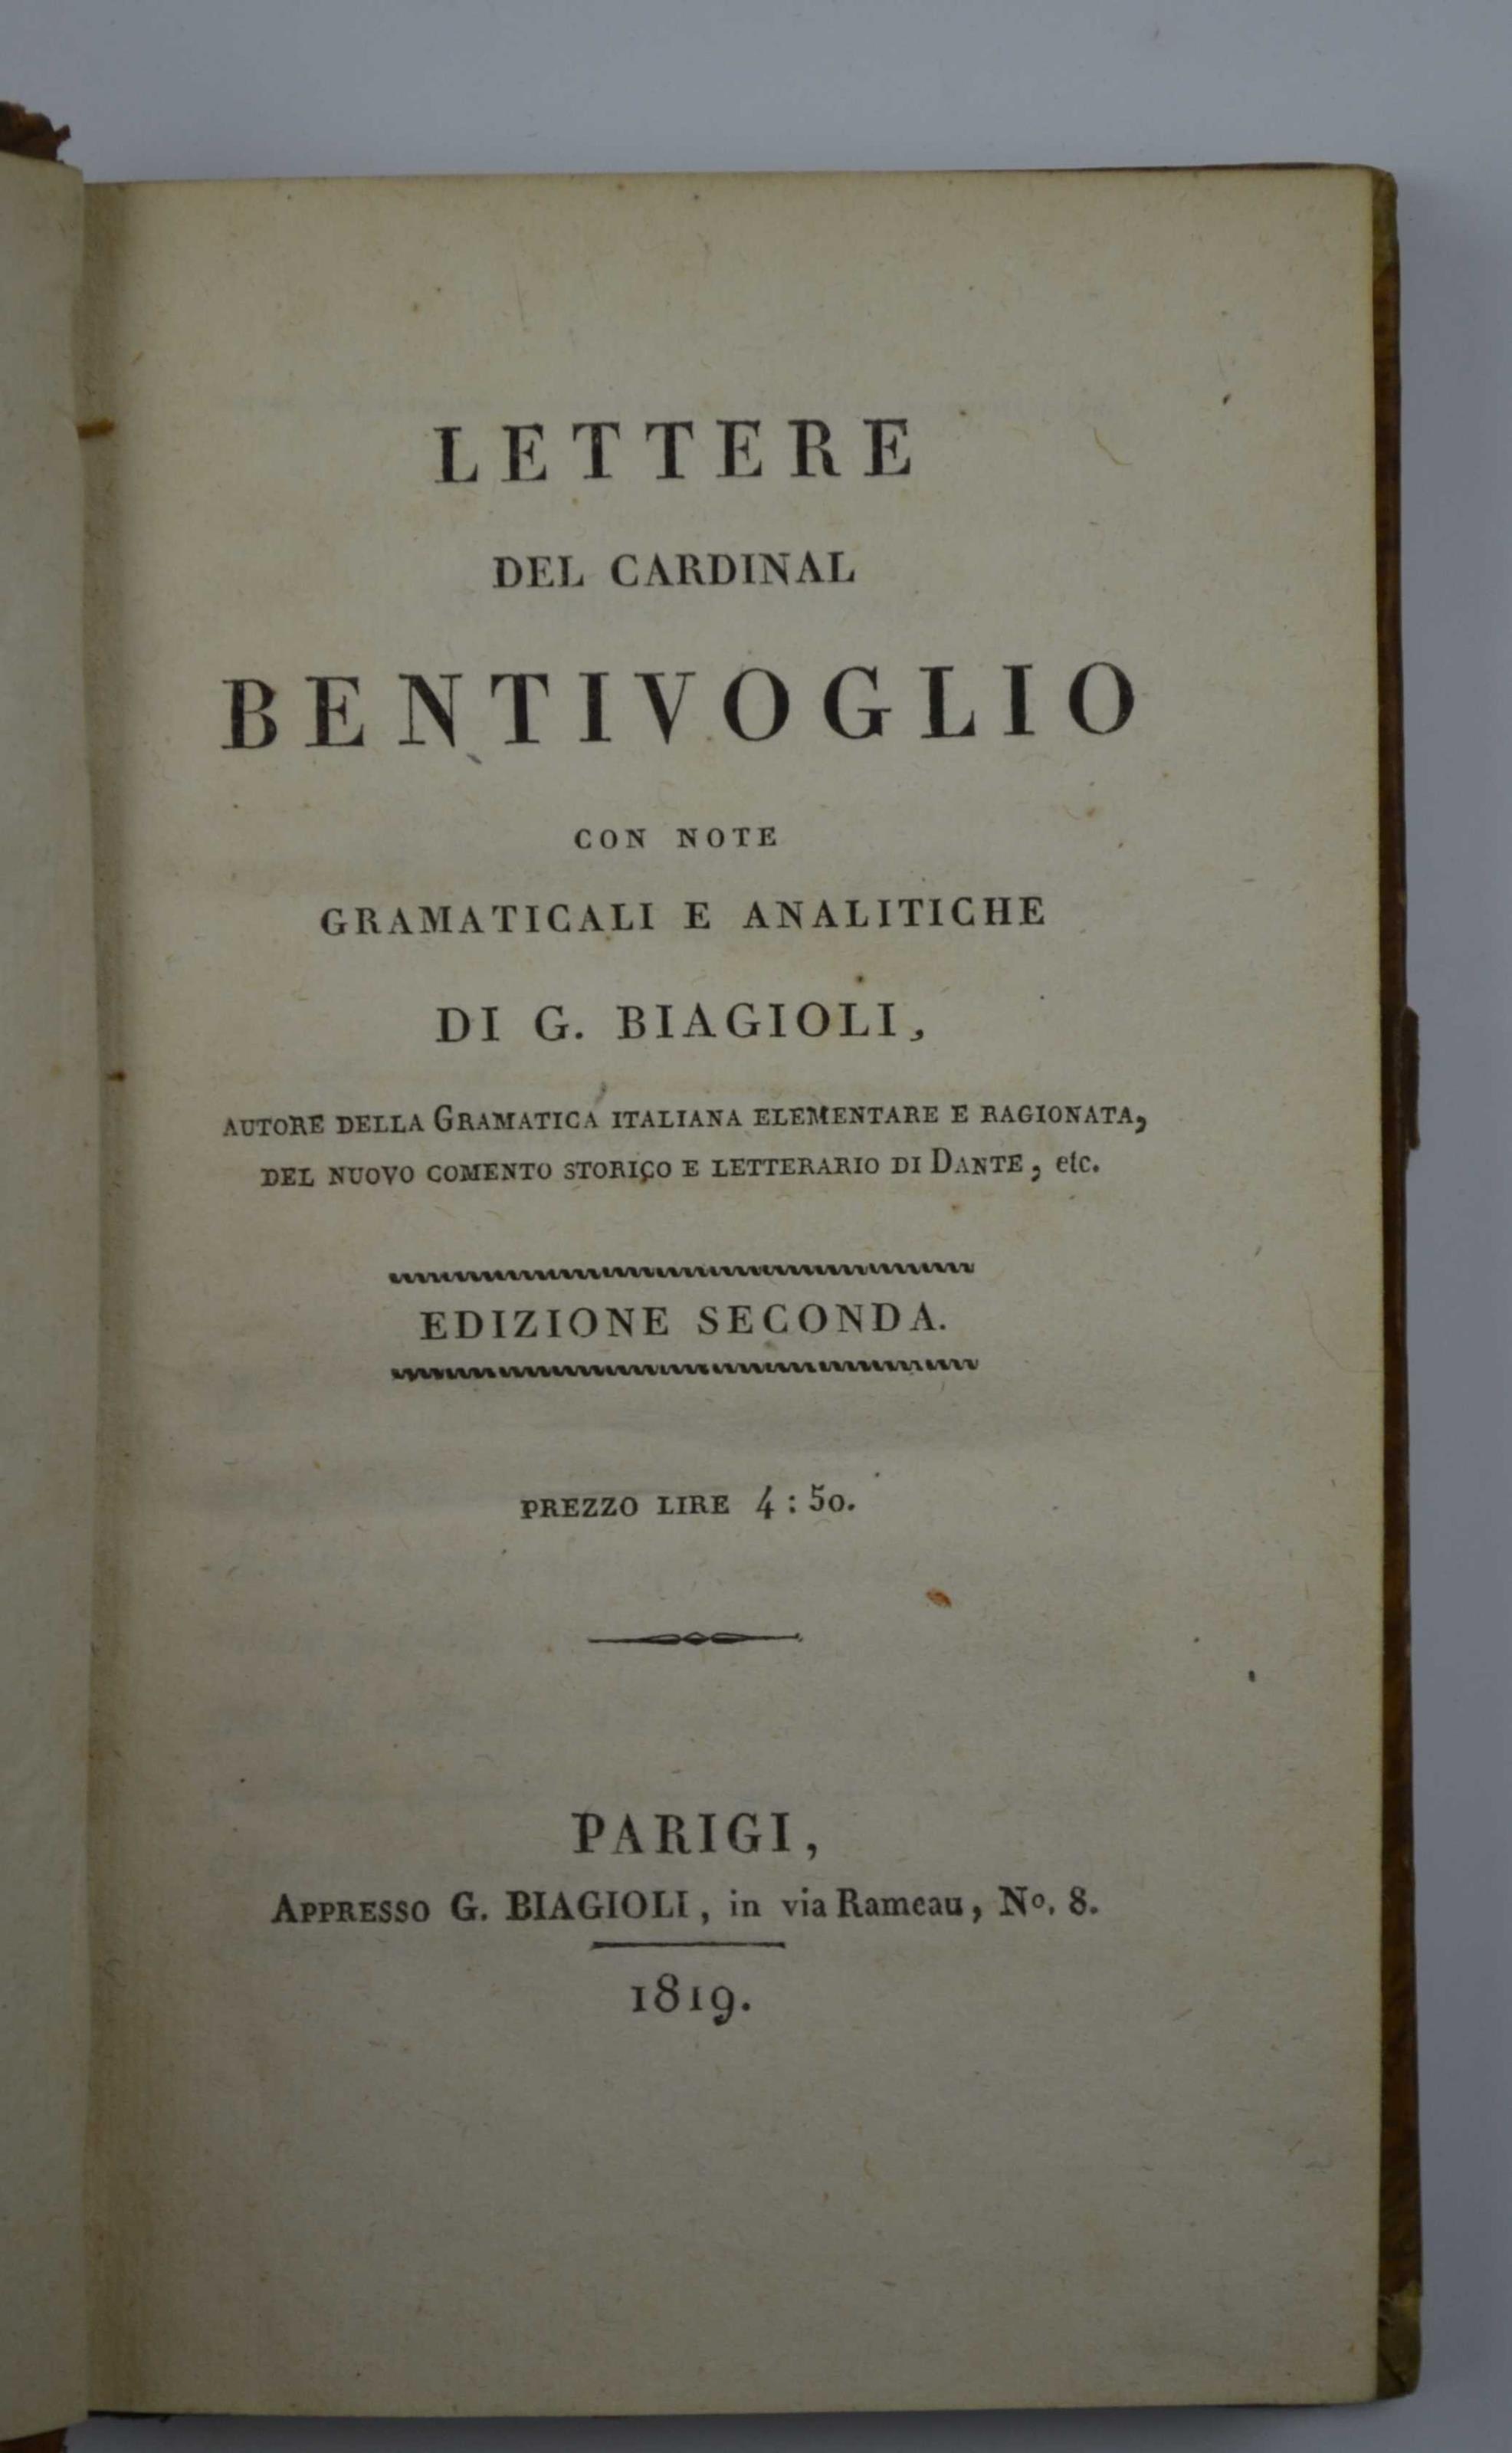 LETTERE
DEL CARDINAL
BENTIVOGLIO
CON NOTE
GRAMATICALI E ANALITICHE
DI G. BIAGIOLI,
AUTORE DELLA GRAMATICA ITALIANA ELEMENTARE E RAGIONATA,
DEL NUOVO COMENTO STORICO E LETTERARIO DI DANTE, etc.
EDIZIONE SECONDA.
PREZZO LIRE 4 : 50.
PARIGI,
APPRESSO G. BIAGIOLI, in via Rameau, No. 8.
1819.